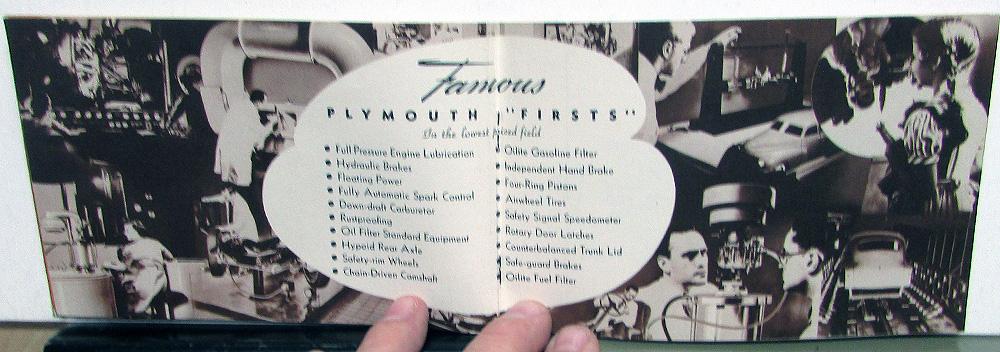 Famous
PLYMOUTH "FIRSTS"
In the lowest priced field
Full-Pressure Engine Lubrication
Hydraulic Brakes
Floating Power
Fully Automatic Spark Control
Down-draft Carburetor
Rustproofing
Oil Filter Standard Equipment
Hypoid Rear Axle
Safety-rim Wheels
Chain-Driven Camshaft
Oilite Gasoline Filter
Independent Hand Brake
Four-Ring Pistons
Airwheel Tires
Safety Signal Speedometer
Rotary Door Latches
Counterbalanced Trunk Lid
Safe-guard Brakes
Oilite Fuel Filter